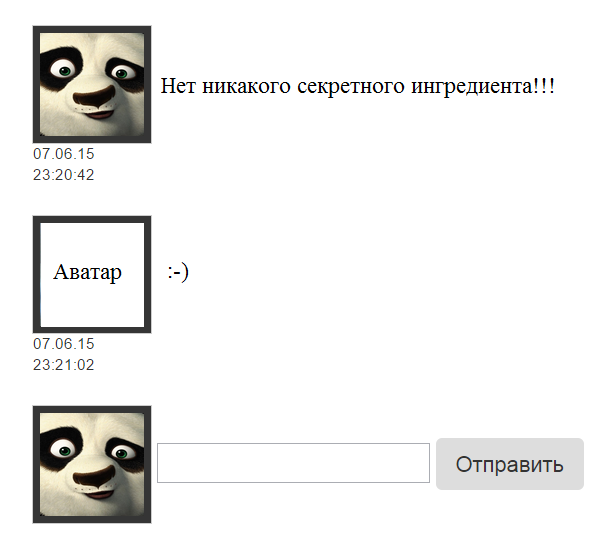 Нет никакого секретного ингредиента!!!
07.06.15
23:20:42
Аватар :-)
07.06.15
23:21:02
Отправить